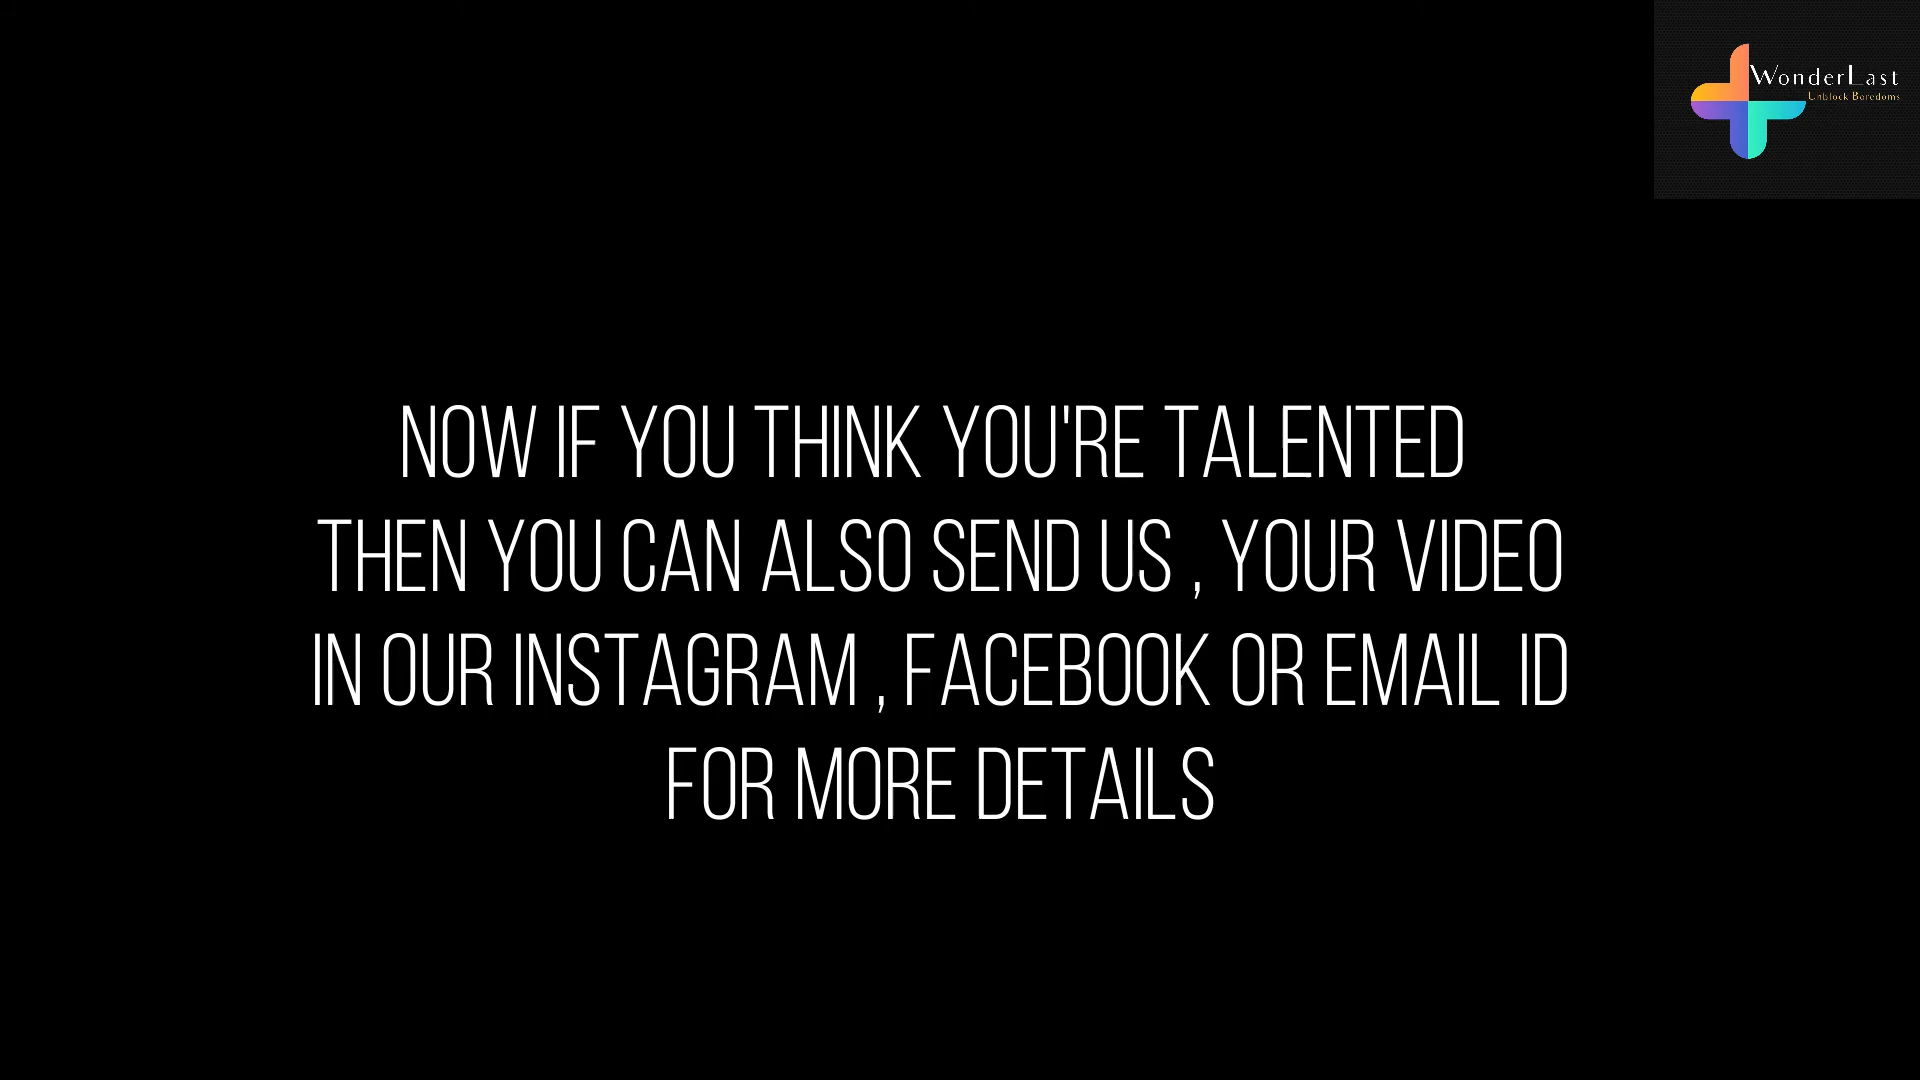 WonderLast
Unblock Boredoms
NOW IF YOU THINK YOU'RE TALENTED
THEN YOU CAN ALSO SEND US , YOUR VIDEO
IN OUR INSTAGRAM , FACEBOOK OR EMAIL ID
FOR MORE DETAILS